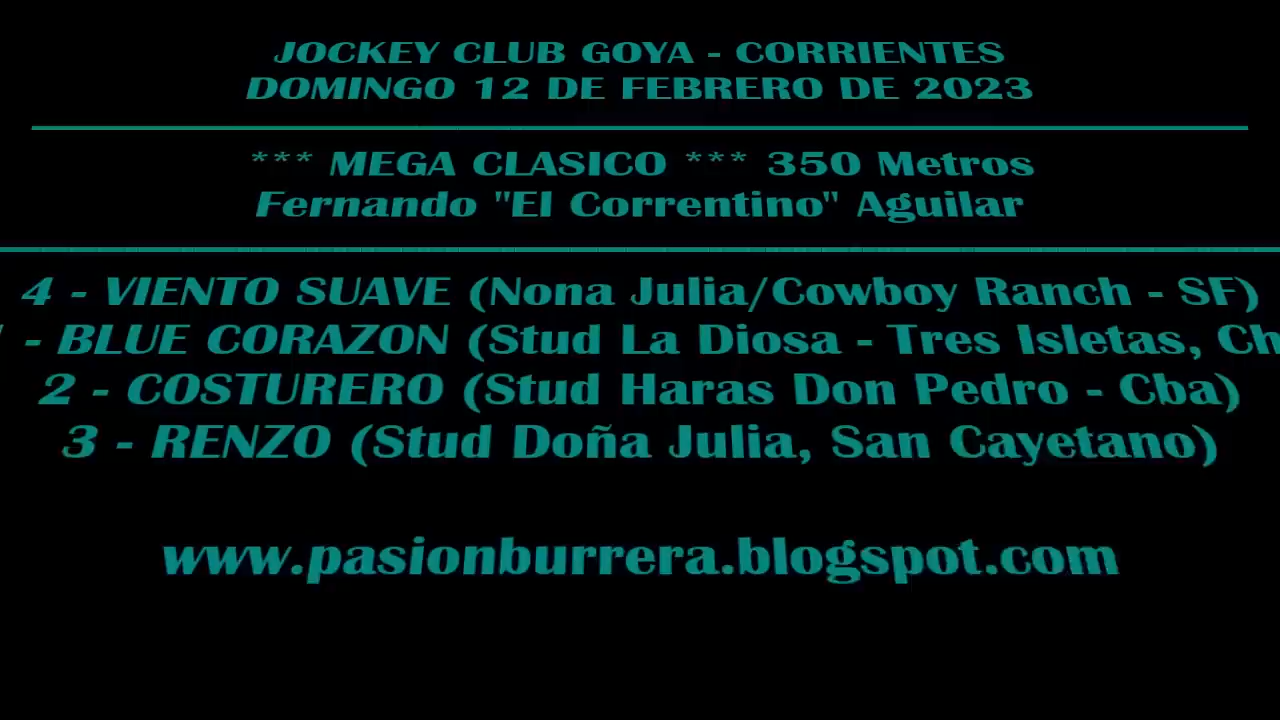 JOCKEY CLUB GOYA - CORRIENTES
DOMINGO 12 DE FEBRERO DE 2023
*** MEGA CLASICO *** 350 Metros
Fernando "El Correntino" Aguilar
4 - VIENTO SUAVE (Nona Julia/Cowboy Ranch - SF)
- BLUE CORAZON (Stud La Diosa - Tres Isletas, Ch
2 - COSTURERO (Stud Haras Don Pedro - Cba)
3 - RENZO (Stud Doña Julia, San Cayetano)
www.pasionburrera.blogspot.com